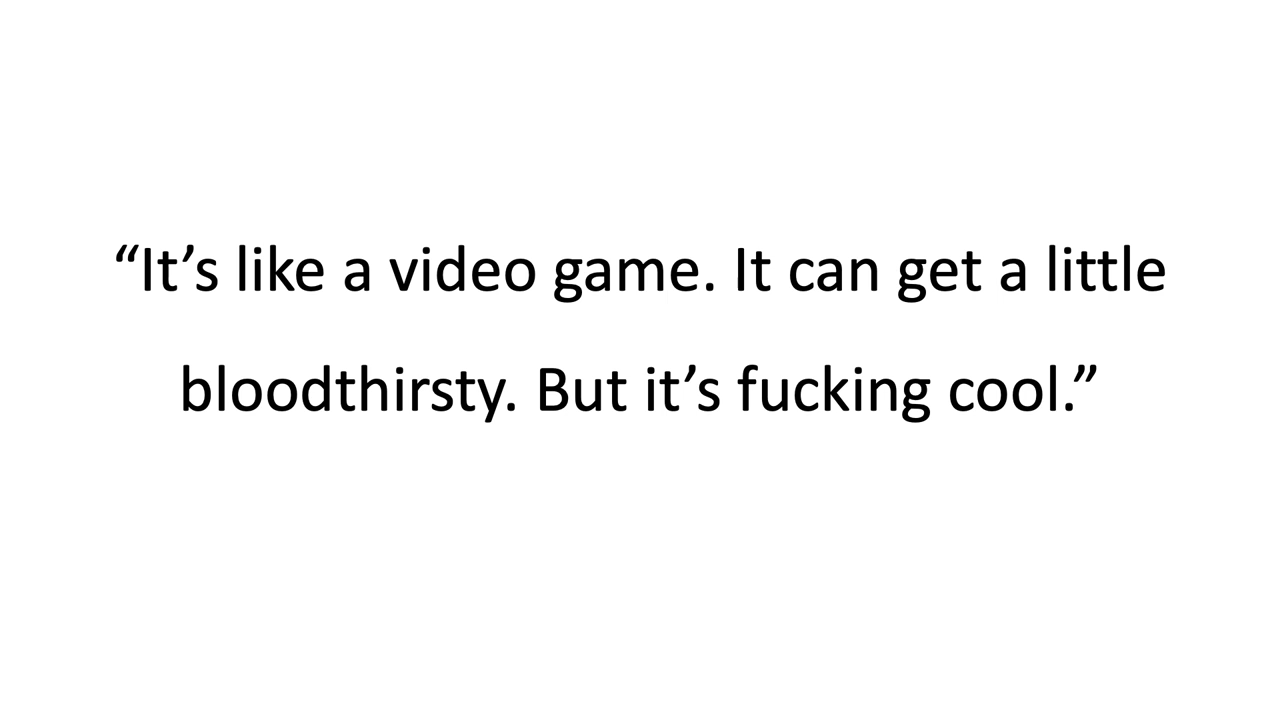 “It’s like a video game. It can get a little
bloodthirsty. But it’s fucking cool.”